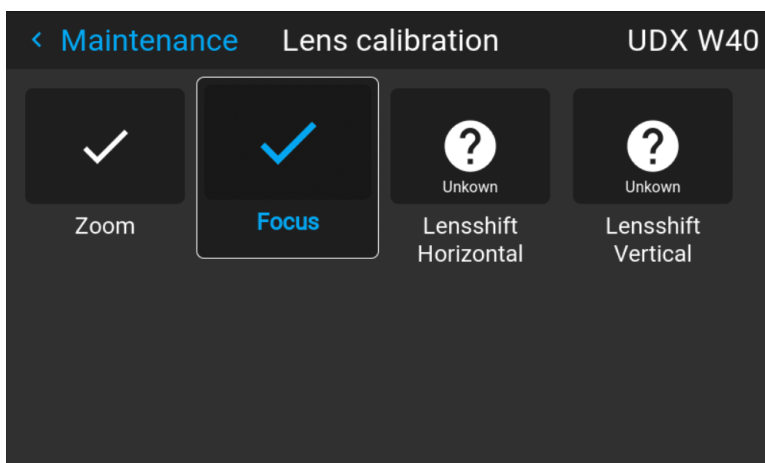 Maintenance
Lens calibration
UDX W40
Unkown
Unkown
Zoom
Focus
Lensshift
Horizontal
Lensshift
Vertical